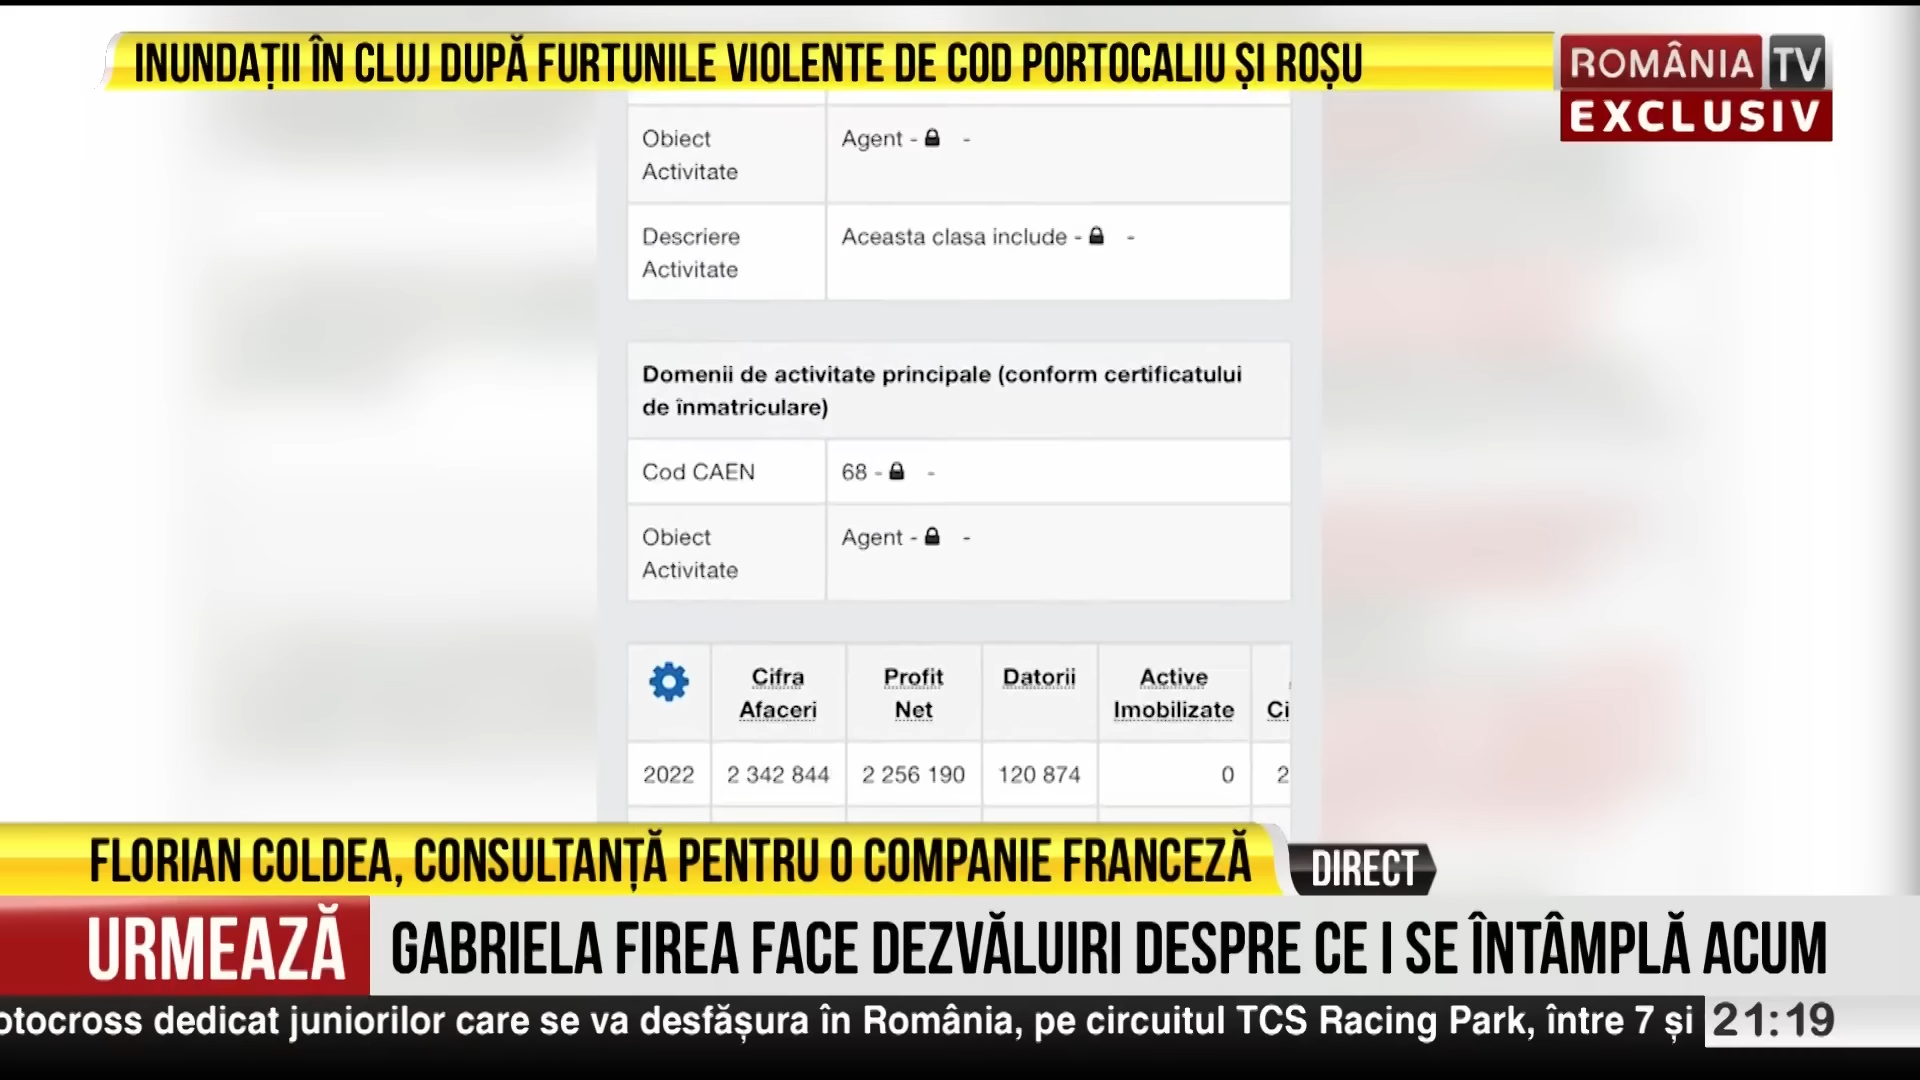 INUNDAȚII ÎN CLUJ DUPĂ FURTUNILE VIOLENTE DE COD PORTOCALIU ȘI ROȘU
ROMÂNIA TV
EXCLUSIV
Obiect Activitate
Agent - -
Descriere Activitate
Aceasta clasa include - -
Domenii de activitate principale (conform certificatului
de înmatriculare)
Cod CAEN
68 - -
Obiect Activitate
Agent - -
Cifra Afaceri
Profit Net
Datorii
Active Imobilizate
Ci
2022 2 342 844 2 256 190 120 874 0 2
FLORIAN COLDEA, CONSULTANȚĂ PENTRU O COMPANIE FRANCEZĂ
DIRECT
URMEAZĂ
GABRIELA FIREA FACE DEZVĂLUIRI DESPRE CE I SE ÎNTÂMPLĂ ACUM
otocross dedicat juniorilor care se va desfășura în România, pe circuitul TCS Racing Park, între 7 și
21:19